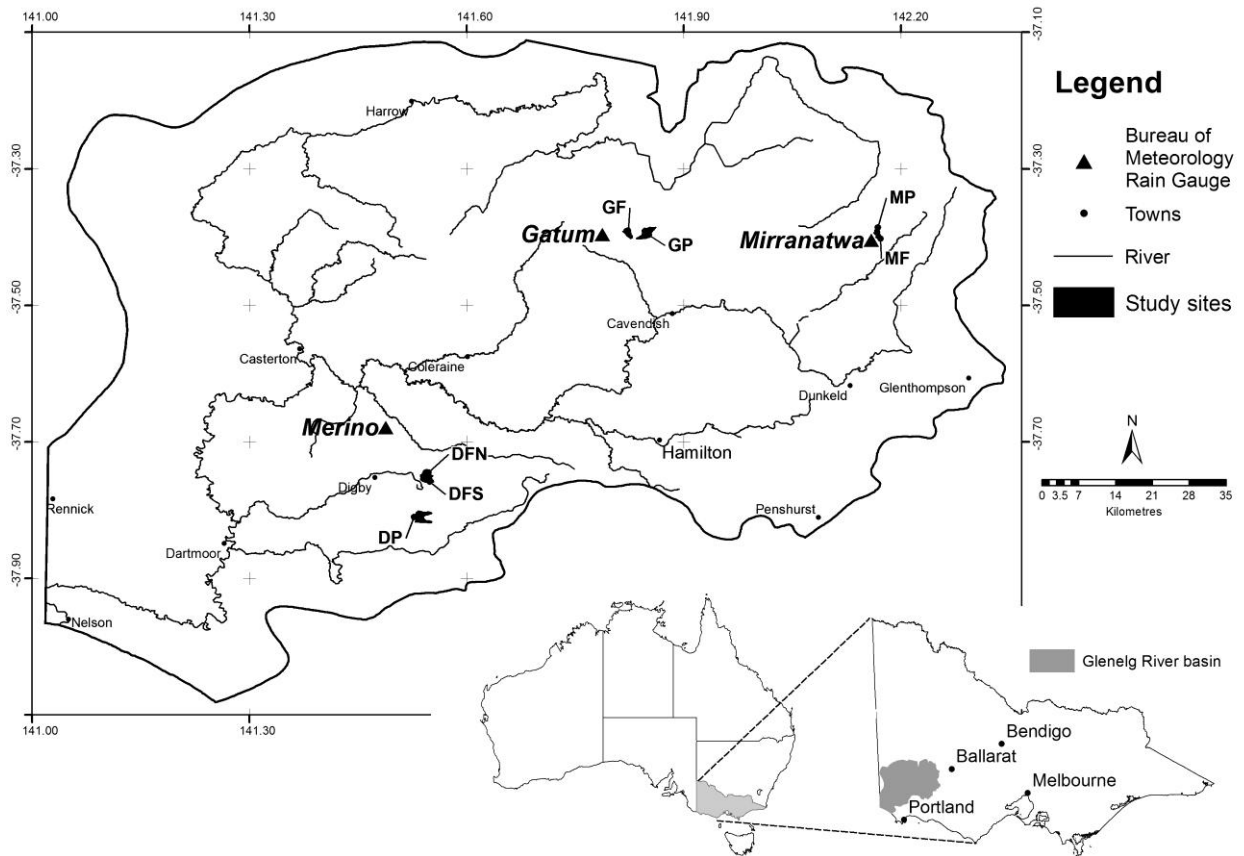 141.00
141.30
141.60
141.90
142.20
-37.10
Legend
Harrow
Bureau of
Meteorology
Rain Gauge
-37.30
-37.30
MP
Towns
GF
Gatum
Mirranatwa
GP
MF
River
-37.50
-37.50
Study sites
Cavendish
Casterton
Coleraine
Glenthompson
Dunkeld
N
-37.70
Merino
-37.70
Hamilton
DFN
Digby
DFS
0 3.5 7 14 21 28 35
Kilometres
Rennick
Penshurst
DP
Dartmoor
-37.90
-37.90
Nelson
Glenelg River basin
141.00
141.30
Bendigo
Ballarat
Melbourne
Portland